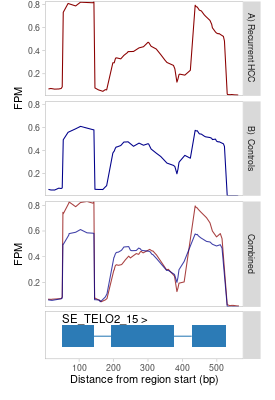 0.8
0.6
0.4
0.2
A) Recurrent HCC
FPM
0.8
0.6
0.4
0.2
B) Controls
0.8
0.6
0.4
0.2
Combined
FPM
SE_TELO2_15 >
100 200 300 400 500
Distance from region start (bp)